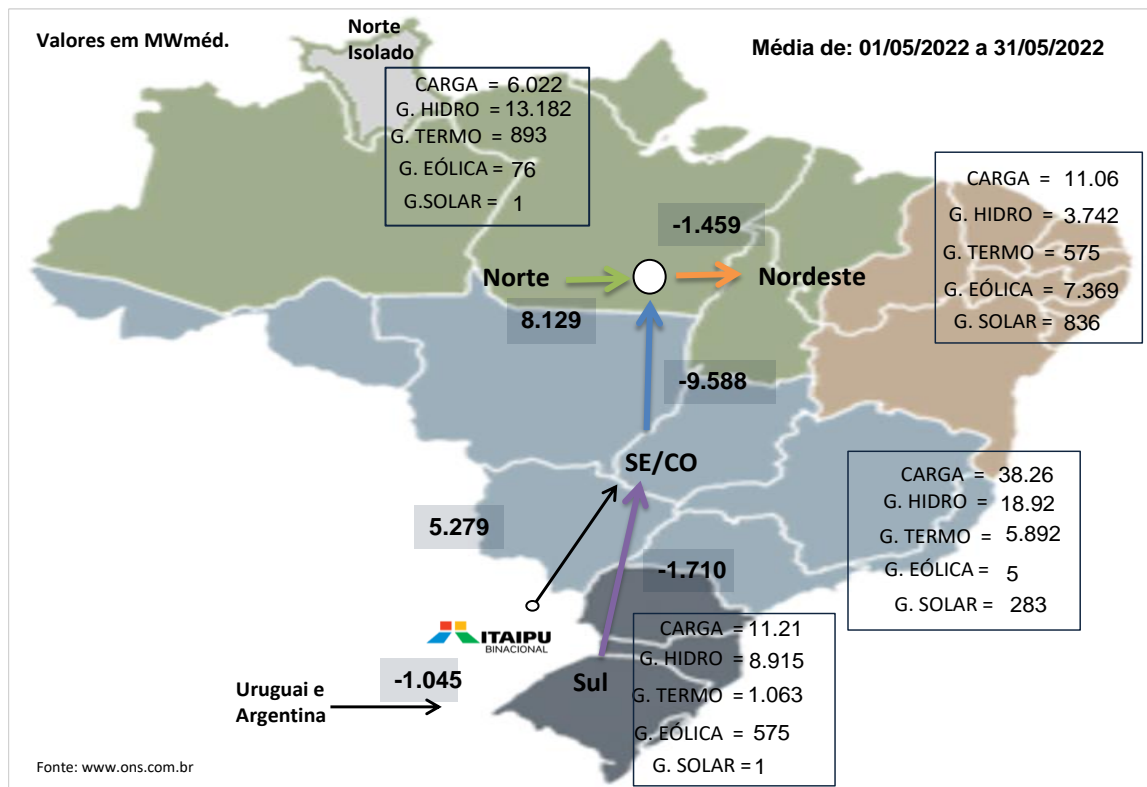 Valores em MWméd.
Norte
Isolado
Média de: 01/05/2022 a 31/05/2022
CARGA = 6.022
G. HIDRO = 13.182
G. TERMO = 893
G. EÓLICA = 76
G.SOLAR = 1
CARGA = 11.06
G. HIDRO = 3.742
G. TERMO = 575
G. EÓLICA = 7.369
G. SOLAR = 836
-1.459
Norte
Nordeste
8.129
-9.588
SE/CO
CARGA = 38.26
G. HIDRO = 18.92
G. TERMO = 5.892
G. EÓLICA = 5
G. SOLAR = 283
5.279
-1.710
ITAIPU
BINACIONAL
CARGA = 11.21
G. HIDRO = 8.915
G. TERMO = 1.063
G. EÓLICA = 575
G. SOLAR = 1
-1.045
Sul
Uruguai e
Argentina
Fonte: www.ons.com.br